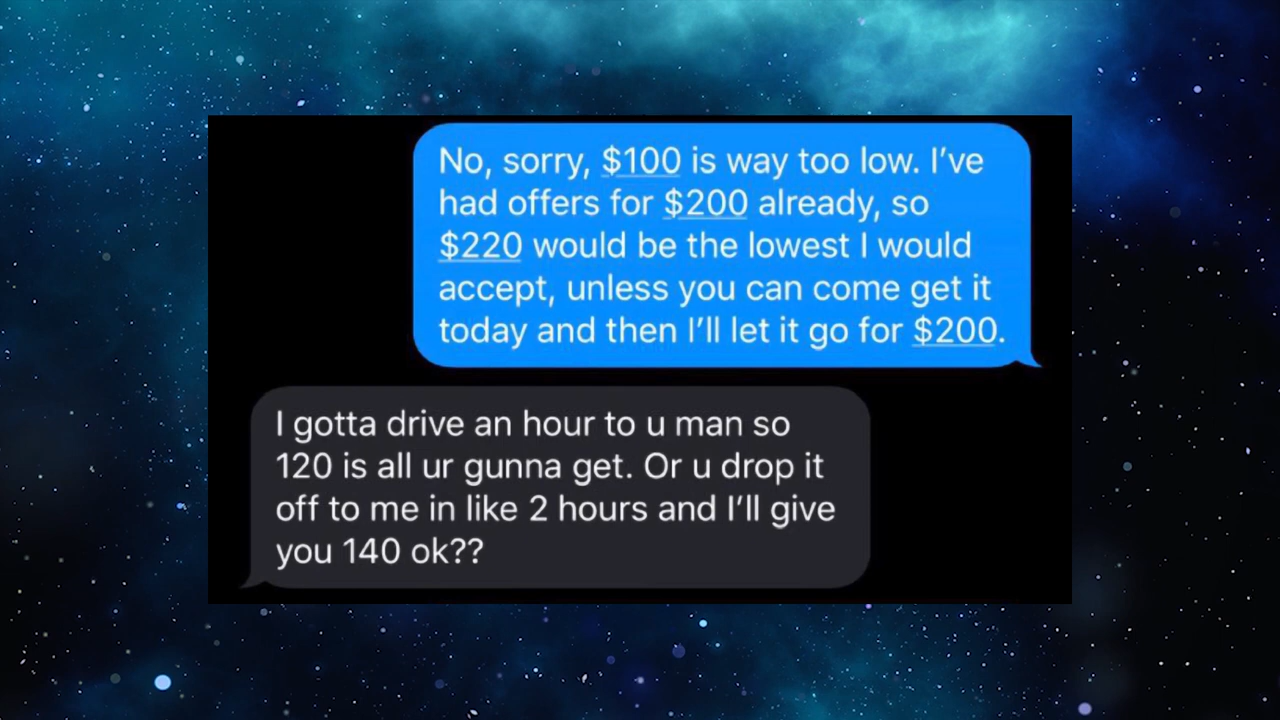 No, sorry, $100 is way too low. I’ve
had offers for $200 already, so
$220 would be the lowest I would
accept, unless you can come get it
today and then I’ll let it go for $200.
I gotta drive an hour to u man so
120 is all ur gunna get. Or u drop it
off to me in like 2 hours and I’ll give
you 140 ok??